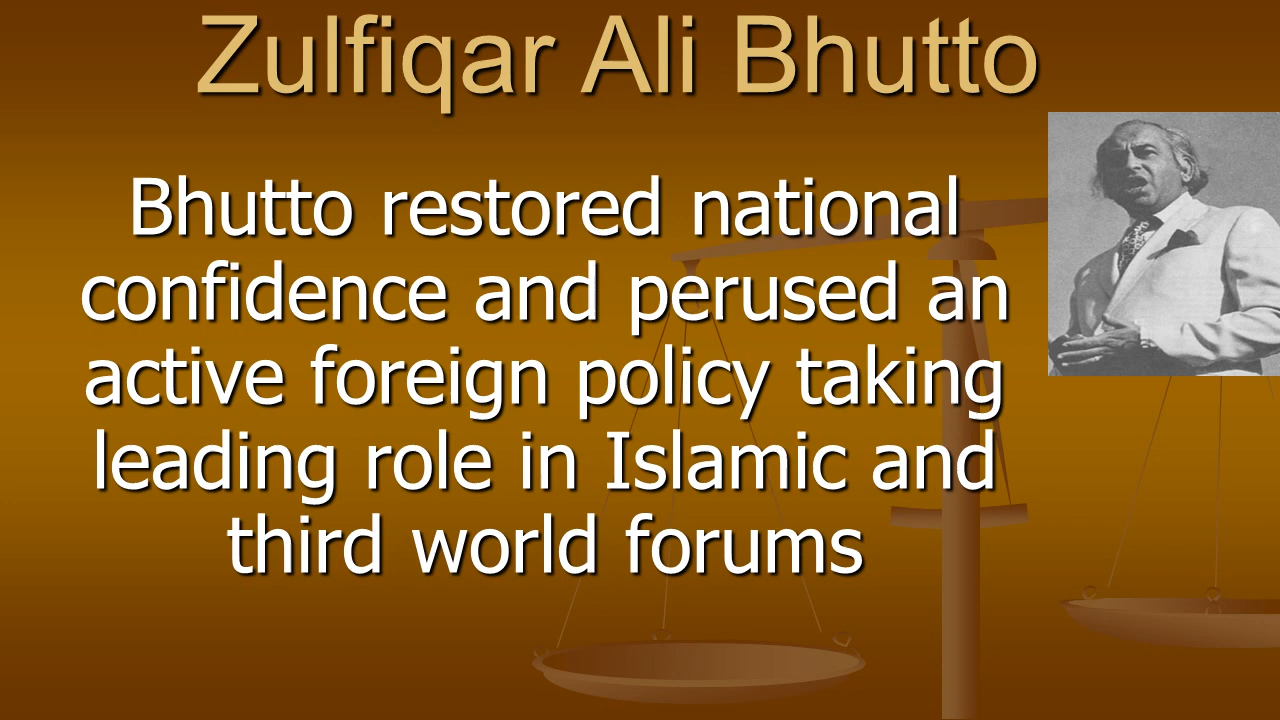 Zulfiqar Ali Bhutto
Bhutto restored national
confidence and perused an
active foreign policy taking
leading role in Islamic and
third world forums